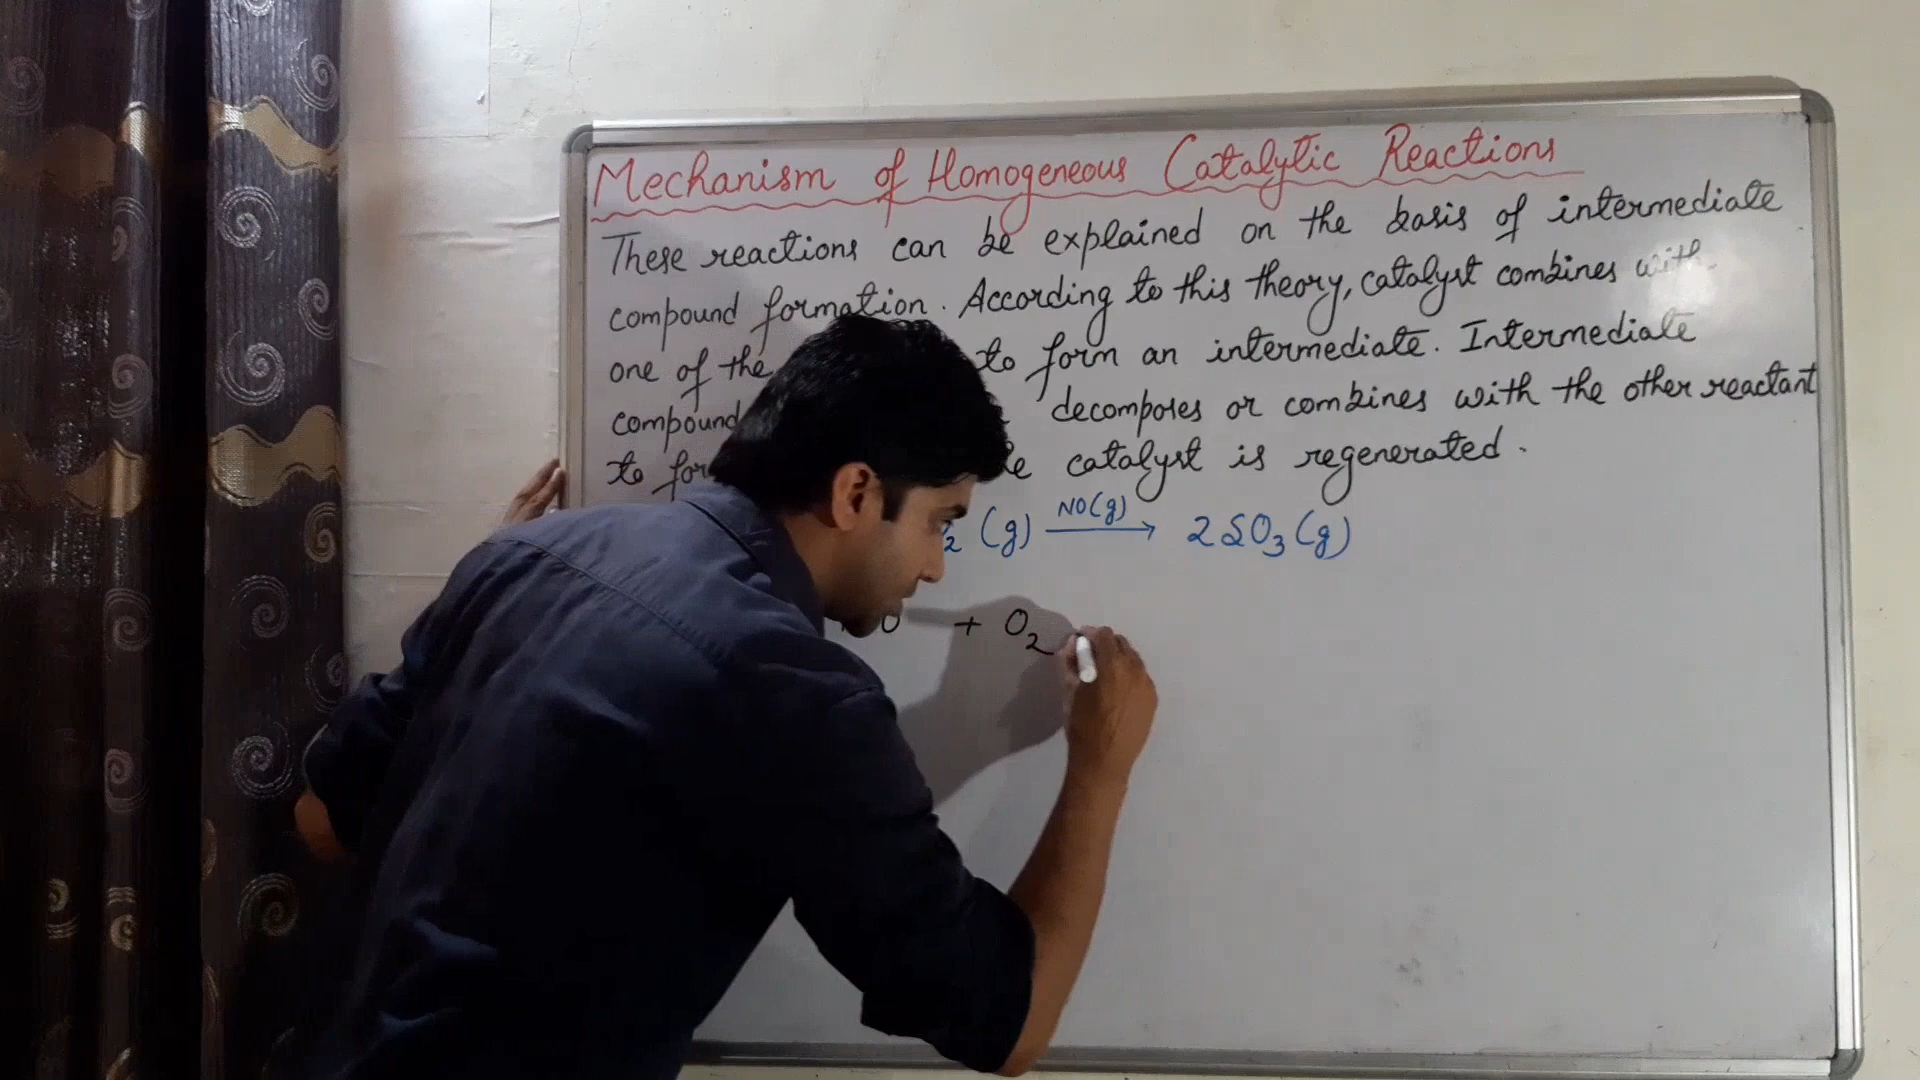 Mechanism of Homogeneous Catalytic Reactions
These reactions can be explained on the basis of intermediate
compound formation. According to this theory, catalyst combines with
one of the to form an intermediate. Intermediate
compound decomposes or combines with the other reactant
to catalyst is regenerated.
2 (g) NO(g) → 2SO3(g)
O + O2